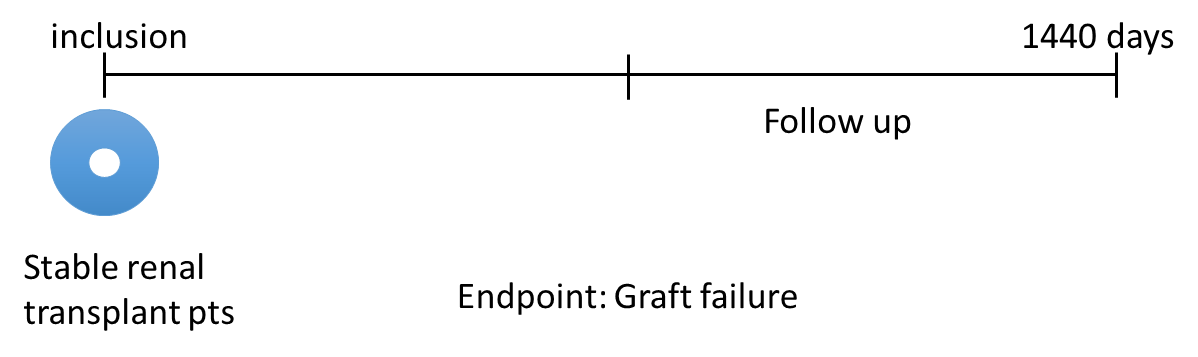 inclusion
1440 days
Follow up
Stable renal
transplant pts
Endpoint: Graft failure